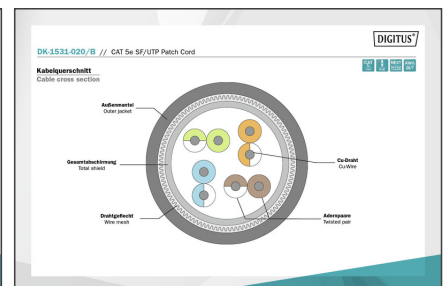 DIGITUS®
DK-1531-020/B // CAT 5e SF/UTP Patch Cord
Kabelquerschnitt
Cable cross section
Außenmantel
Outer jacket
Gesamtabschirmung
Total shield
Drahtgeflecht
Wire mesh
Cu-Draht
Cu-Wire
Adernpaare
Twisted pair